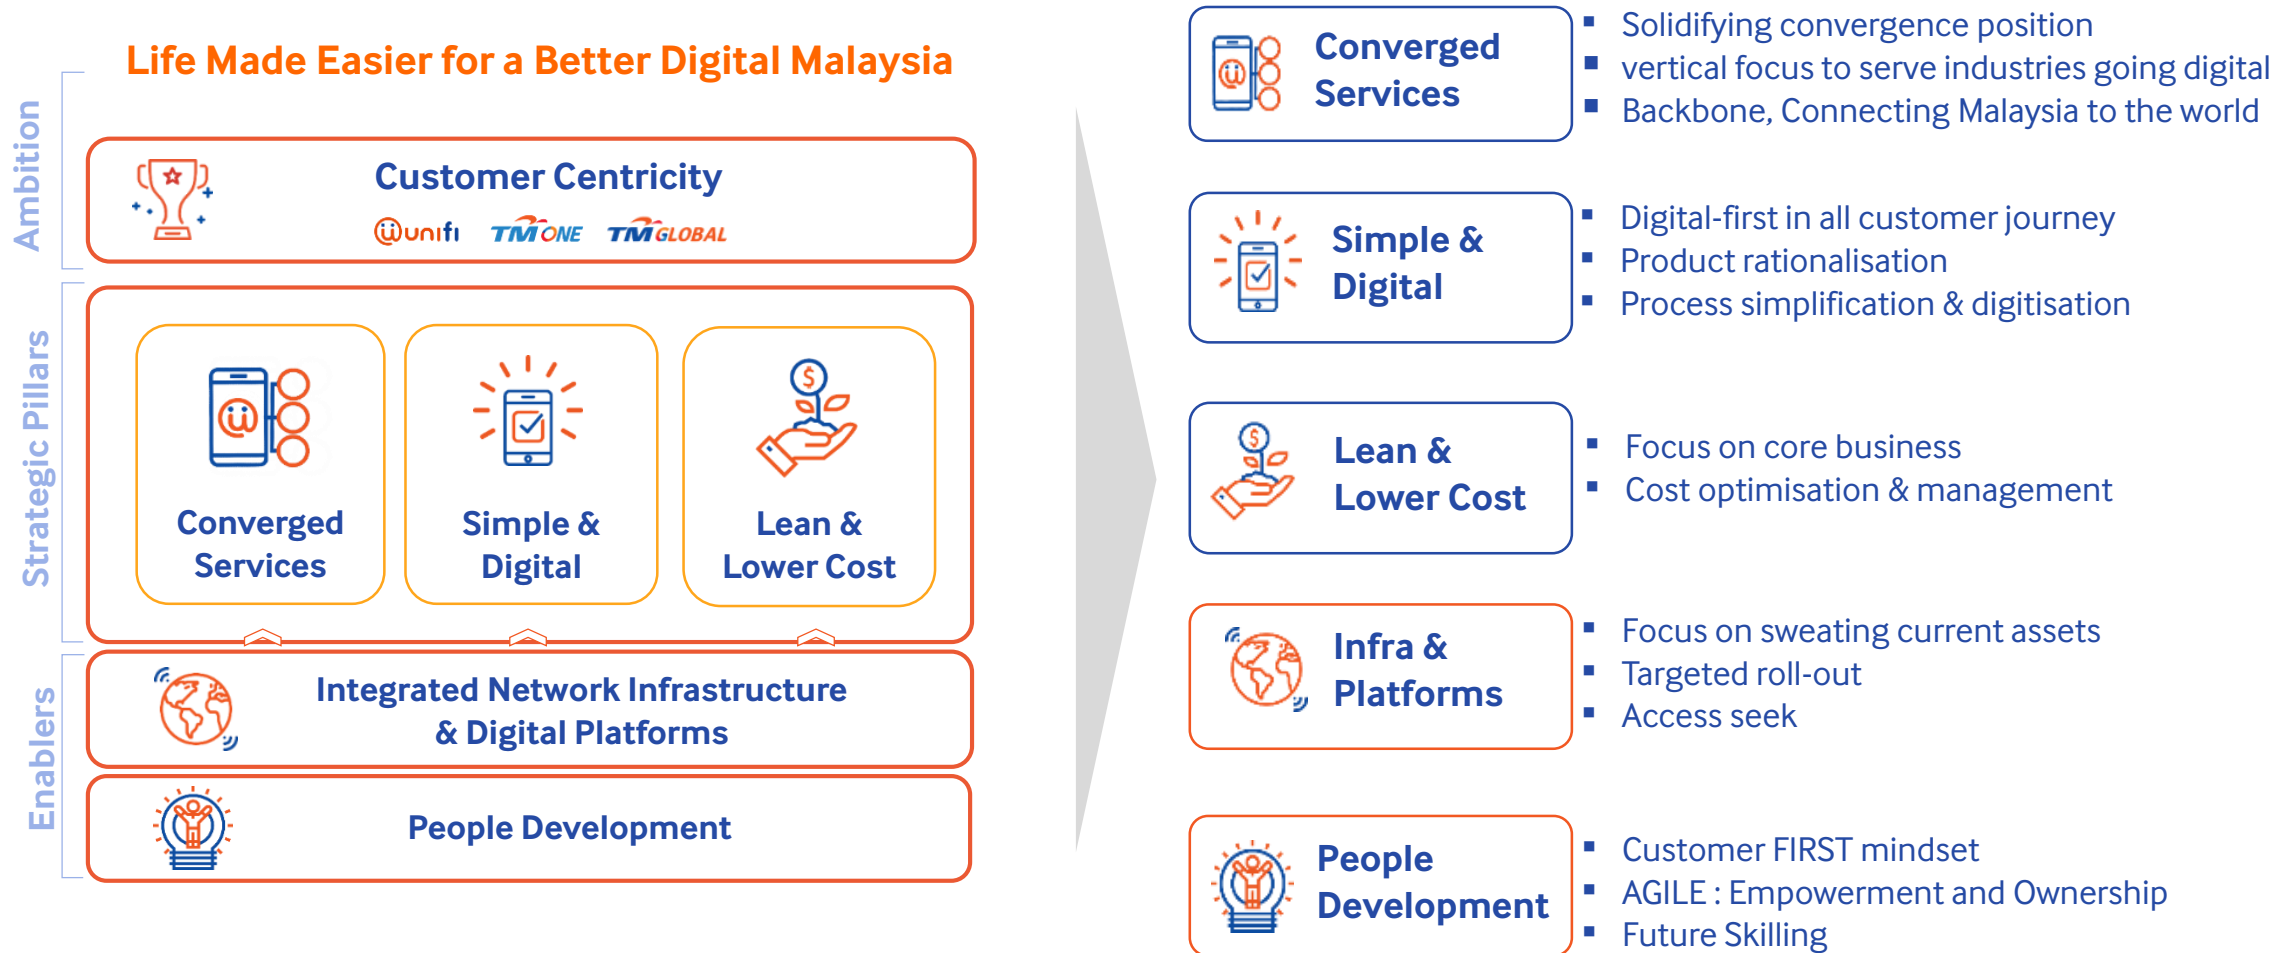 Life Made Easier for a Better Digital Malaysia
Ambition
Customer Centricity
unifi TM ONE TM GLOBAL
Strategic Pillars
Converged
Services
Simple &
Digital
Lean &
Lower Cost
Enablers
Integrated Network Infrastructure
& Digital Platforms
People Development
Converged
Services
▪ Solidifying convergence position
▪ vertical focus to serve industries going digital
▪ Backbone, Connecting Malaysia to the world
Simple &
Digital
▪ Digital-first in all customer journey
▪ Product rationalisation
▪ Process simplification & digitisation
Lean &
Lower Cost
▪ Focus on core business
▪ Cost optimisation & management
Infra &
Platforms
▪ Focus on sweating current assets
▪ Targeted roll-out
▪ Access seek
People
Development
▪ Customer FIRST mindset
▪ AGILE : Empowerment and Ownership
▪ Future Skilling